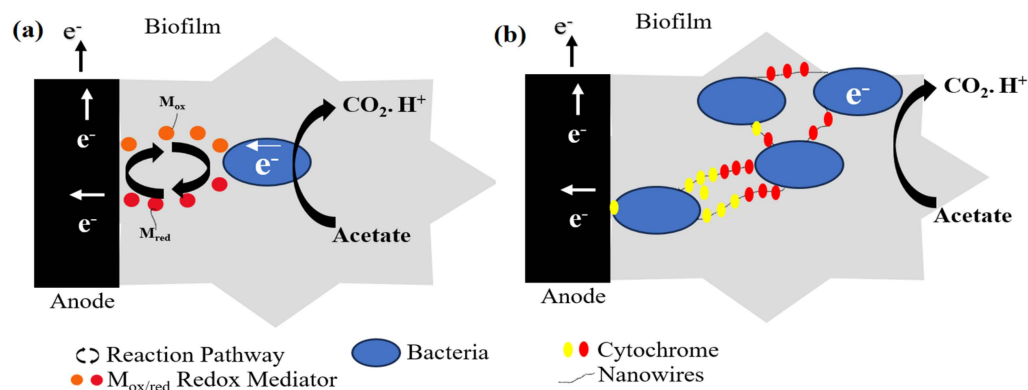 (a)
e-
Biofilm
Mox
CO2. H+
e-
e-
e-
Mred
Acetate
Anode
(b)
e-
Biofilm
e-
CO2. H+
e-
e-
Acetate
Anode
Reaction Pathway
Bacteria
Mox/red Redox Mediator
Cytochrome
Nanowires